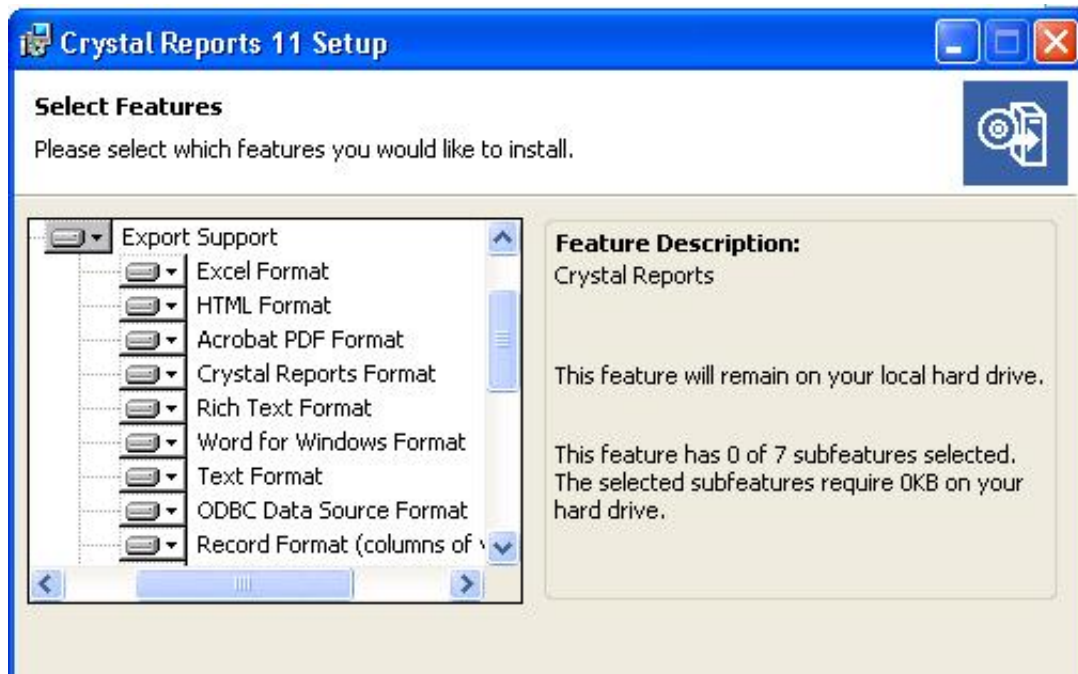 Crystal Reports 11 Setup
Select Features
Please select which features you would like to install.
Export Support
Excel Format
HTML Format
Acrobat PDF Format
Crystal Reports Format
Rich Text Format
Word for Windows Format
Text Format
ODBC Data Source Format
Record Format (columns of
Feature Description:
Crystal Reports
This feature will remain on your local hard drive.
This feature has 0 of 7 subfeatures selected.
The selected subfeatures require 0KB on your
hard drive.